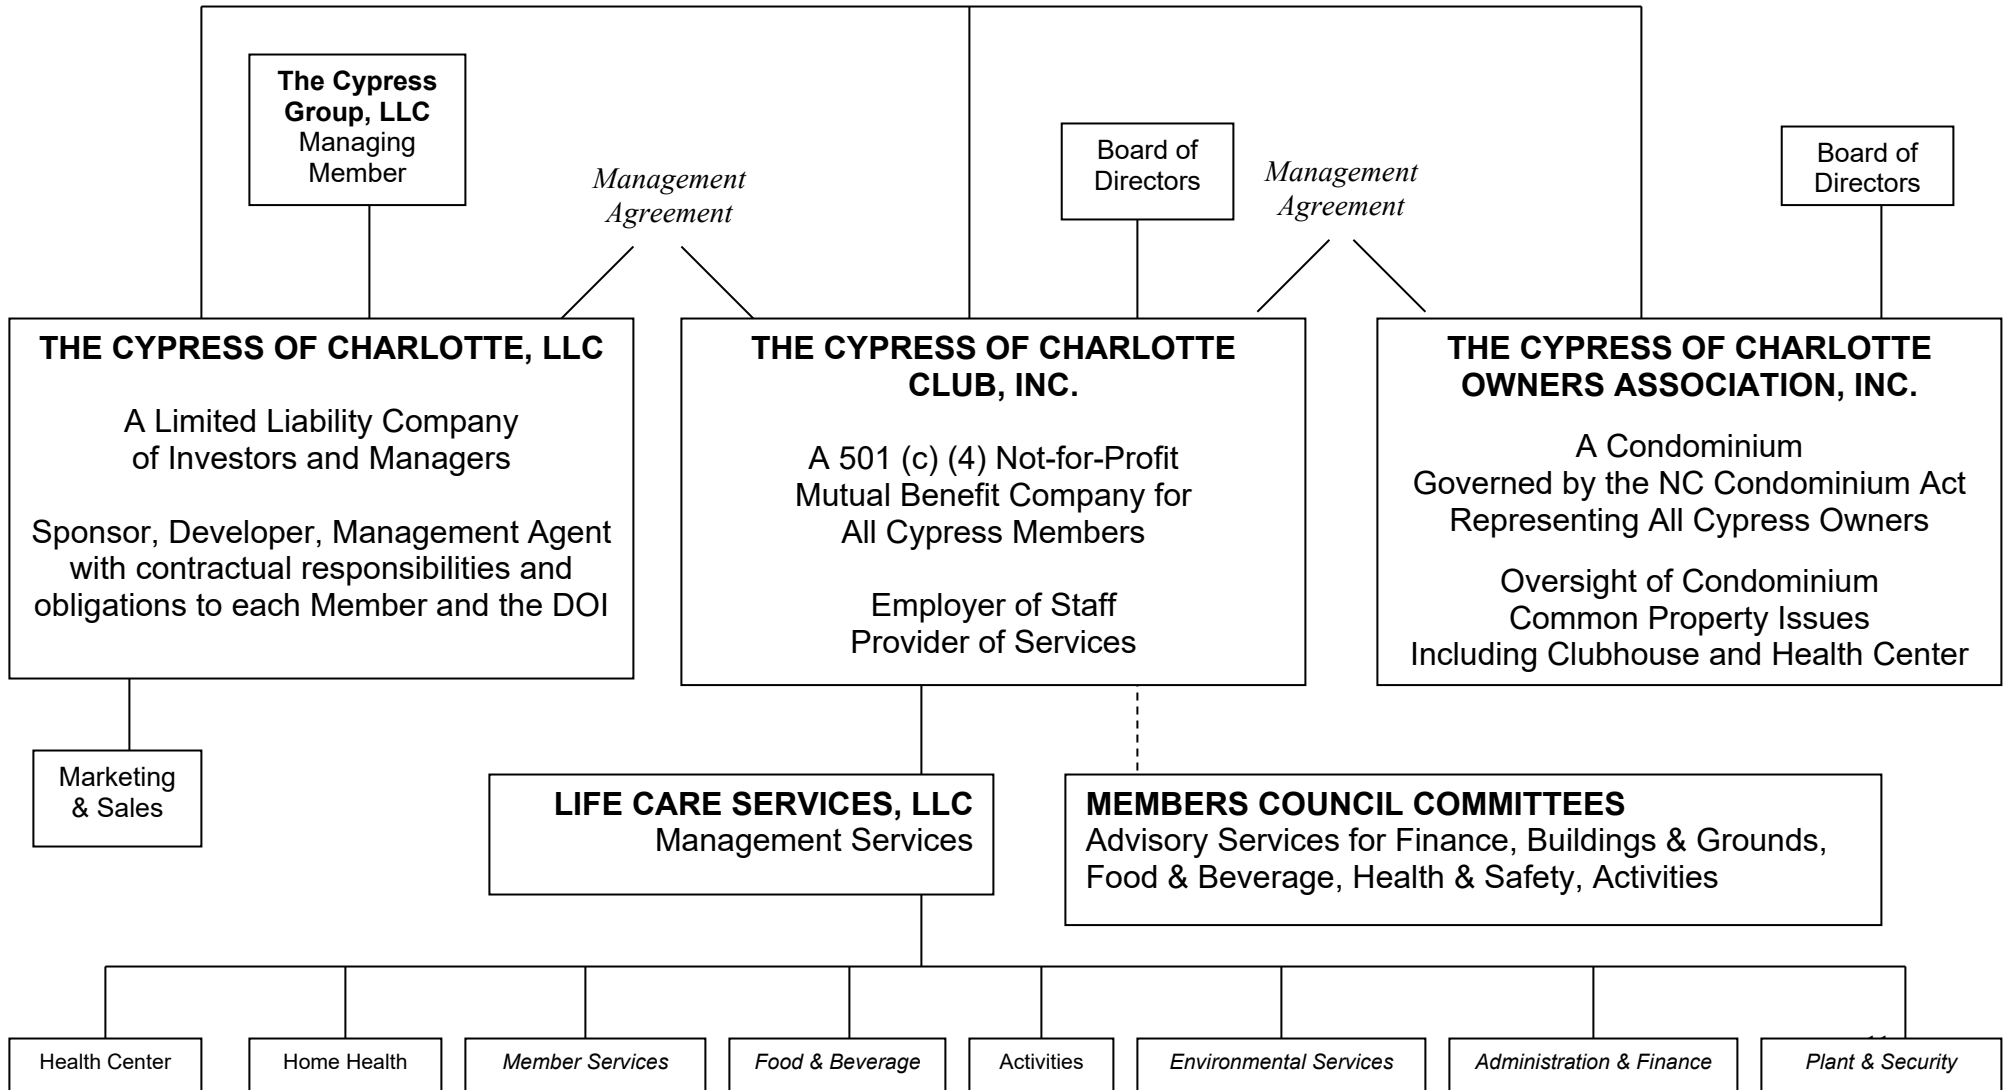 The Cypress
Group, LLC
Managing
Member
Management
Agreement
Board of
Directors
Management
Agreement
Board of
Directors
THE CYPRESS OF CHARLOTTE, LLC
A Limited Liability Company
of Investors and Managers
Sponsor, Developer, Management Agent
with contractual responsibilities and
obligations to each Member and the DOI
THE CYPRESS OF CHARLOTTE
CLUB, INC.
A 501 (c) (4) Not-for-Profit
Mutual Benefit Company for
All Cypress Members
Employer of Staff
Provider of Services
THE CYPRESS OF CHARLOTTE
OWNERS ASSOCIATION, INC.
A Condominium
Governed by the NC Condominium Act
Representing All Cypress Owners
Oversight of Condominium
Common Property Issues
Including Clubhouse and Health Center
Marketing
& Sales
LIFE CARE SERVICES, LLC
Management Services
MEMBERS COUNCIL COMMITTEES
Advisory Services for Finance, Buildings & Grounds,
Food & Beverage, Health & Safety, Activities
Health Center
Home Health
Member Services
Food & Beverage
Activities
Environmental Services
Administration & Finance
Plant & Security